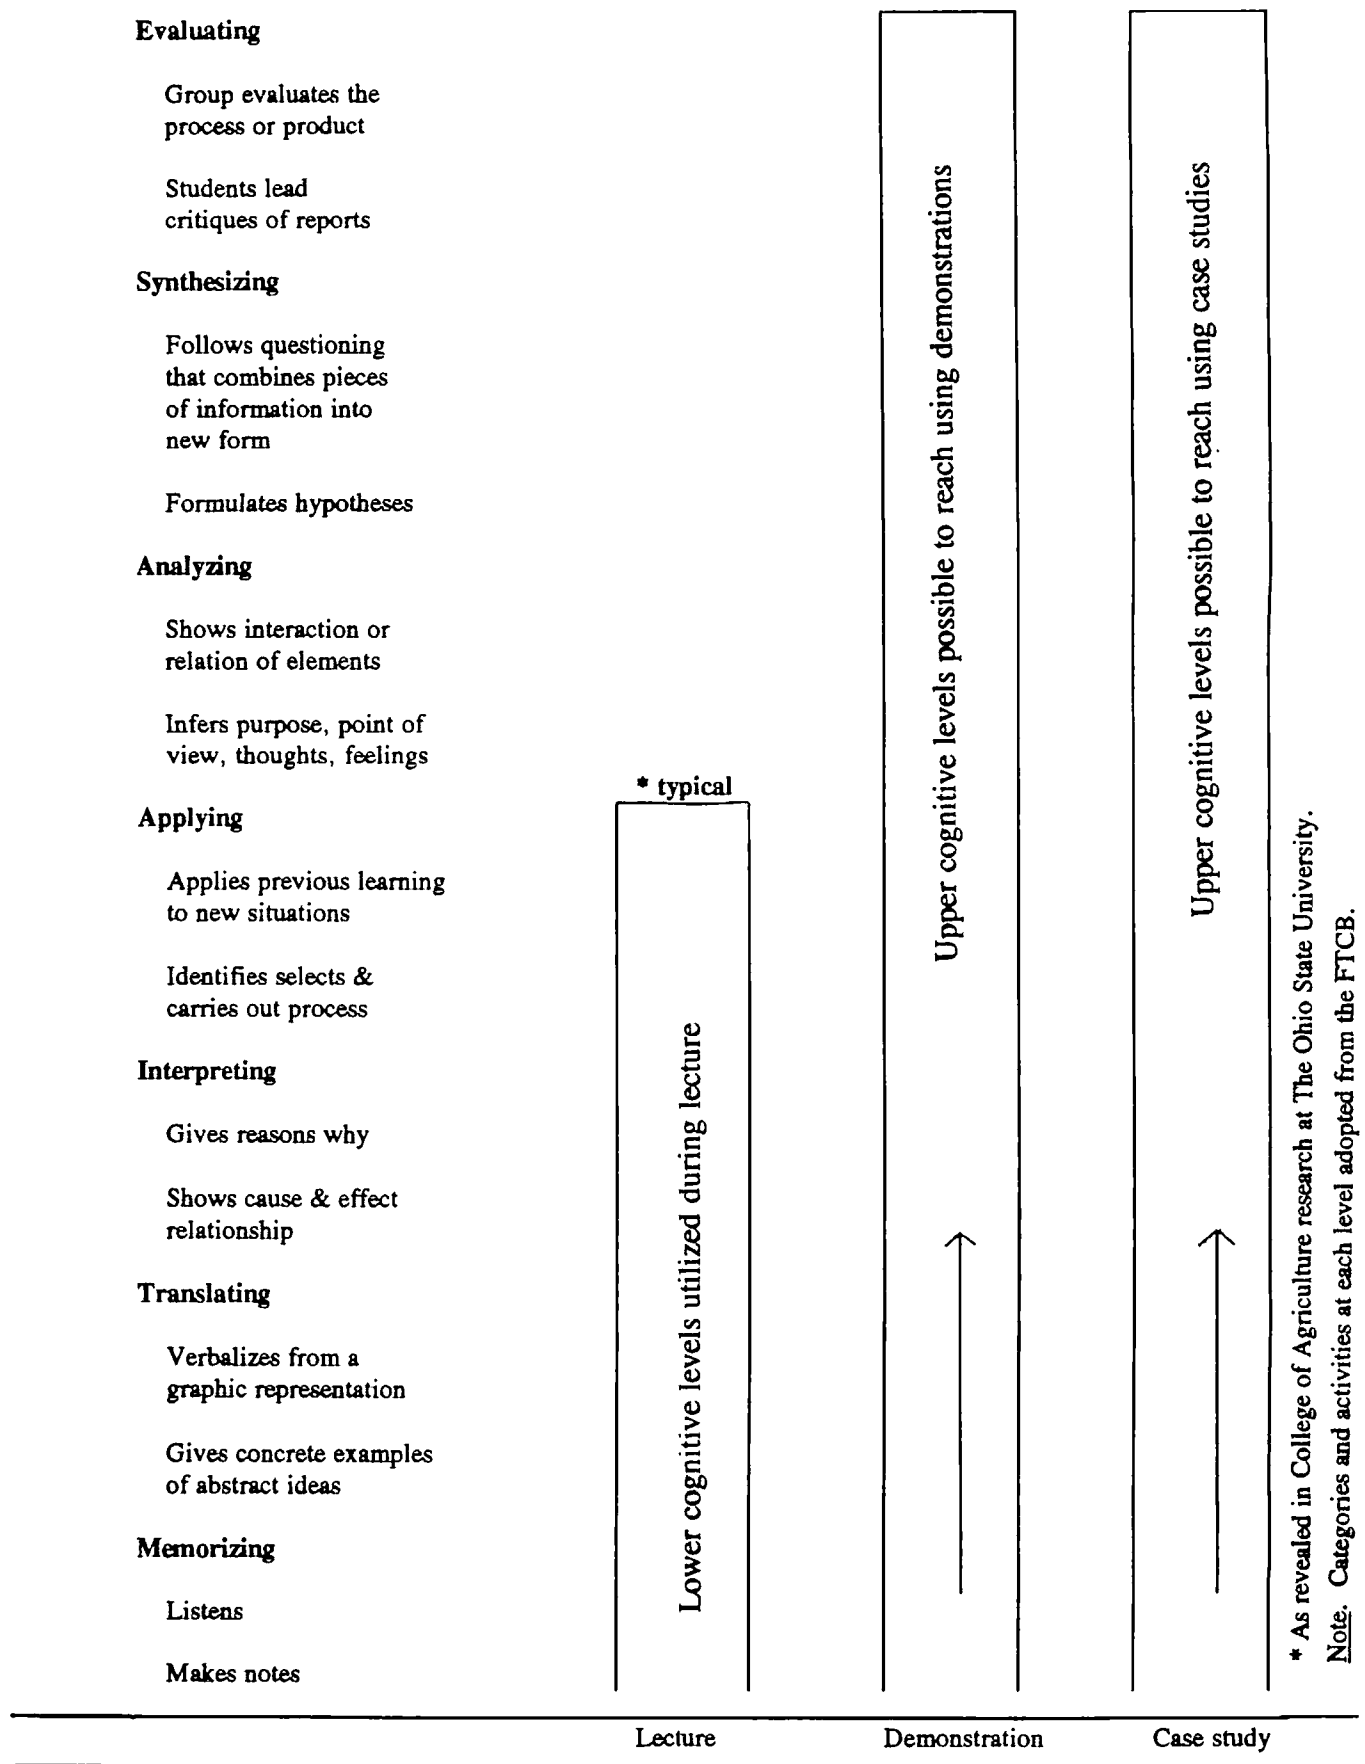 Evaluating
Group evaluates the
process or product
Students lead
critiques of reports
Synthesizing
Follows questioning
that combines pieces
of information into
new form
Formulates hypotheses
Analyzing
Shows interaction or
relation of elements
Infers purpose, point of
view, thoughts, feelings
Applying
Applies previous learning
to new situations
Identifies selects &
carries out process
Interpreting
Gives reasons why
Shows cause & effect
relationship
Translating
Verbalizes from a
graphic representation
Gives concrete examples
of abstract ideas
Memorizing
Listens
Makes notes
* typical
Lower cognitive levels utilized during lecture
Upper cognitive levels possible to reach using demonstrations
Upper cognitive levels possible to reach using case studies
* As revealed in College of Agriculture research at The Ohio State University.
Note. Categories and activities at each level adopted from the FTCB.
Lecture
Demonstration
Case study